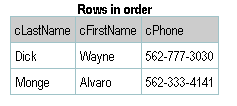 Rows in order
cLastName cFirstName cPhone
Dick Wayne 562-777-3030
Monge Alvaro 562-333-4141